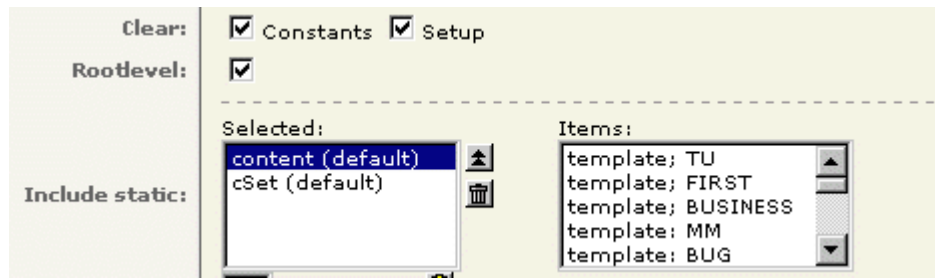 Clear: Constants Setup
Rootlevel:
Selected: Items:
Include static:
content (default)
cSet (default)
template; TU
template; FIRST
template; BUSINESS
template; MM
template; BUG